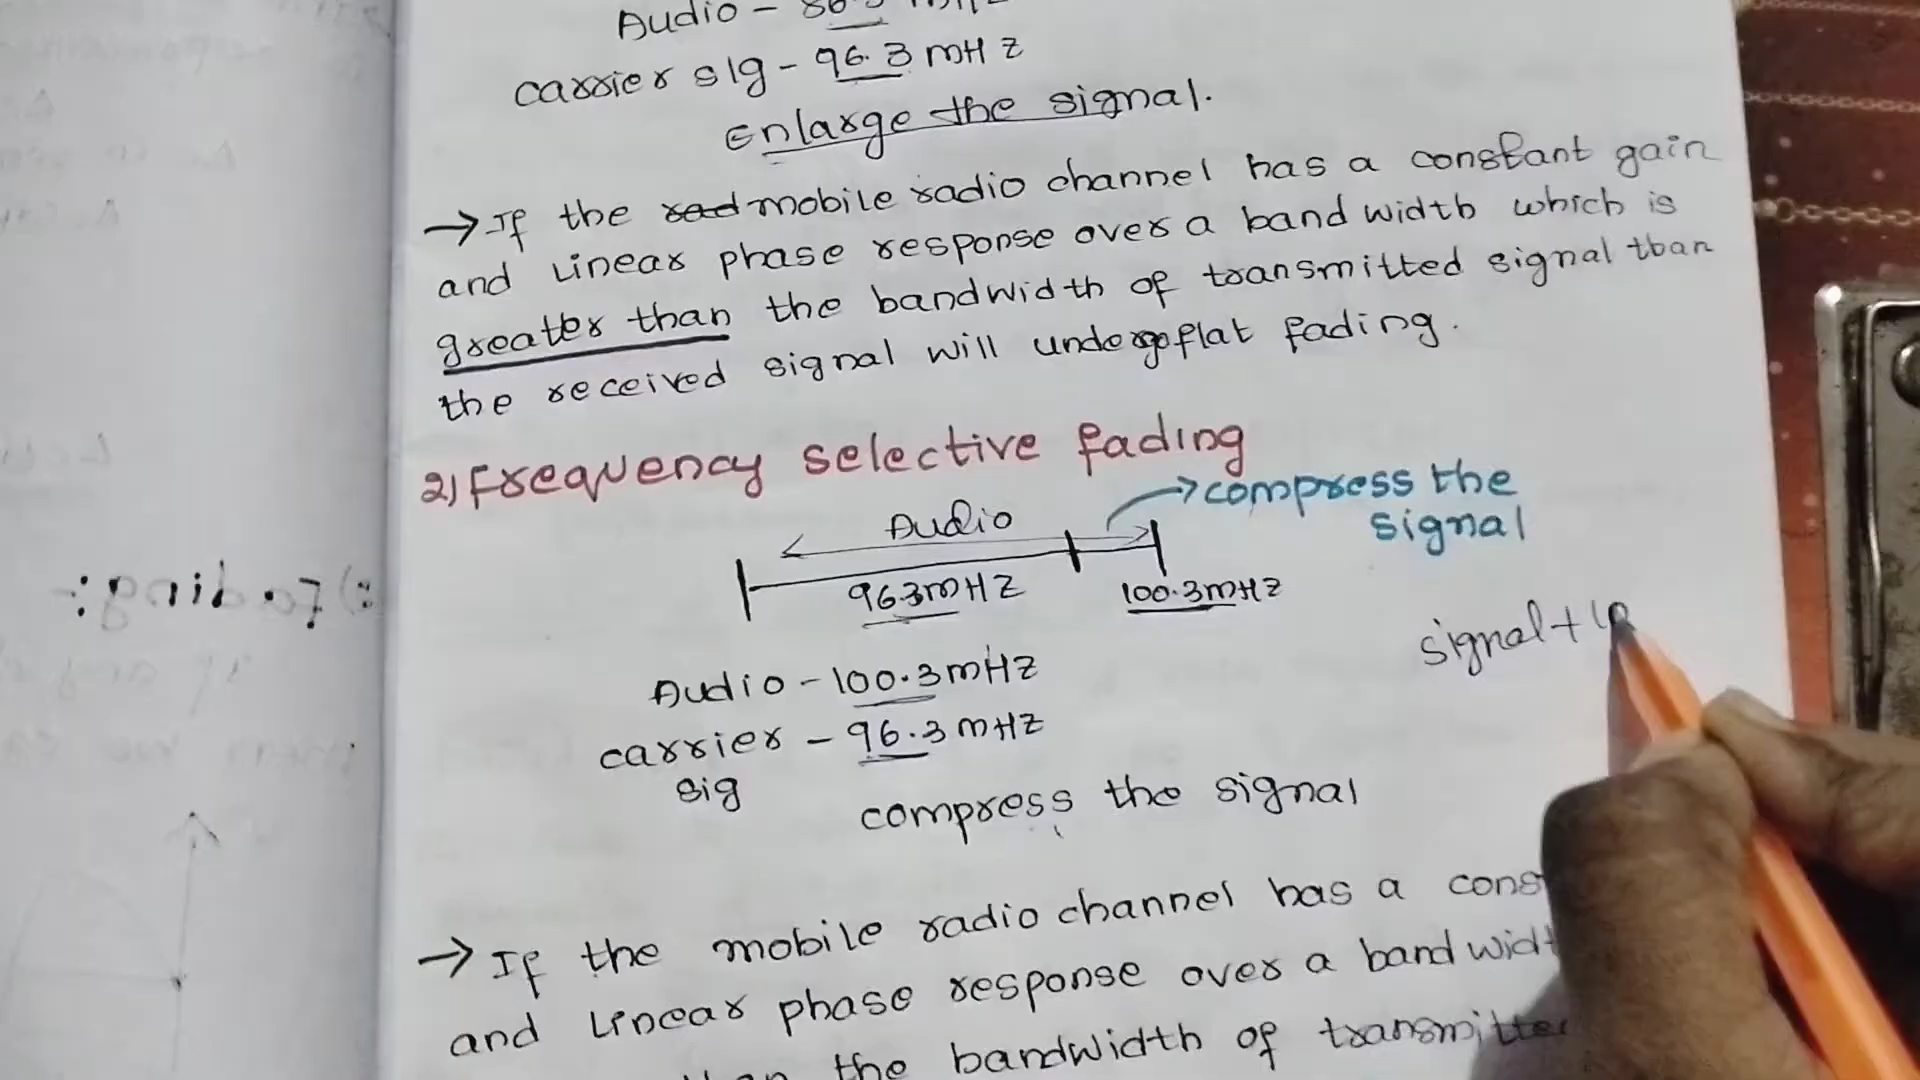 Audio -
carrier sig - 96.3 mHz
Enlarge the signal.
→ If the mobile radio channel has a constant gain
and Linear phase response over a band width which is
greater than the bandwidth of transmitted signal than
the received signal will undergo flat fading.
2) Frequency selective fading
→ compress the
signal
Audio
96.3mHz
100.3mHz
signal +
Audio - 100.3mHz
carrier - 96.3 mHz
sig
compress the signal
→ If the mobile radio channel has a
and Linear phase response over a band
the bandwidth of